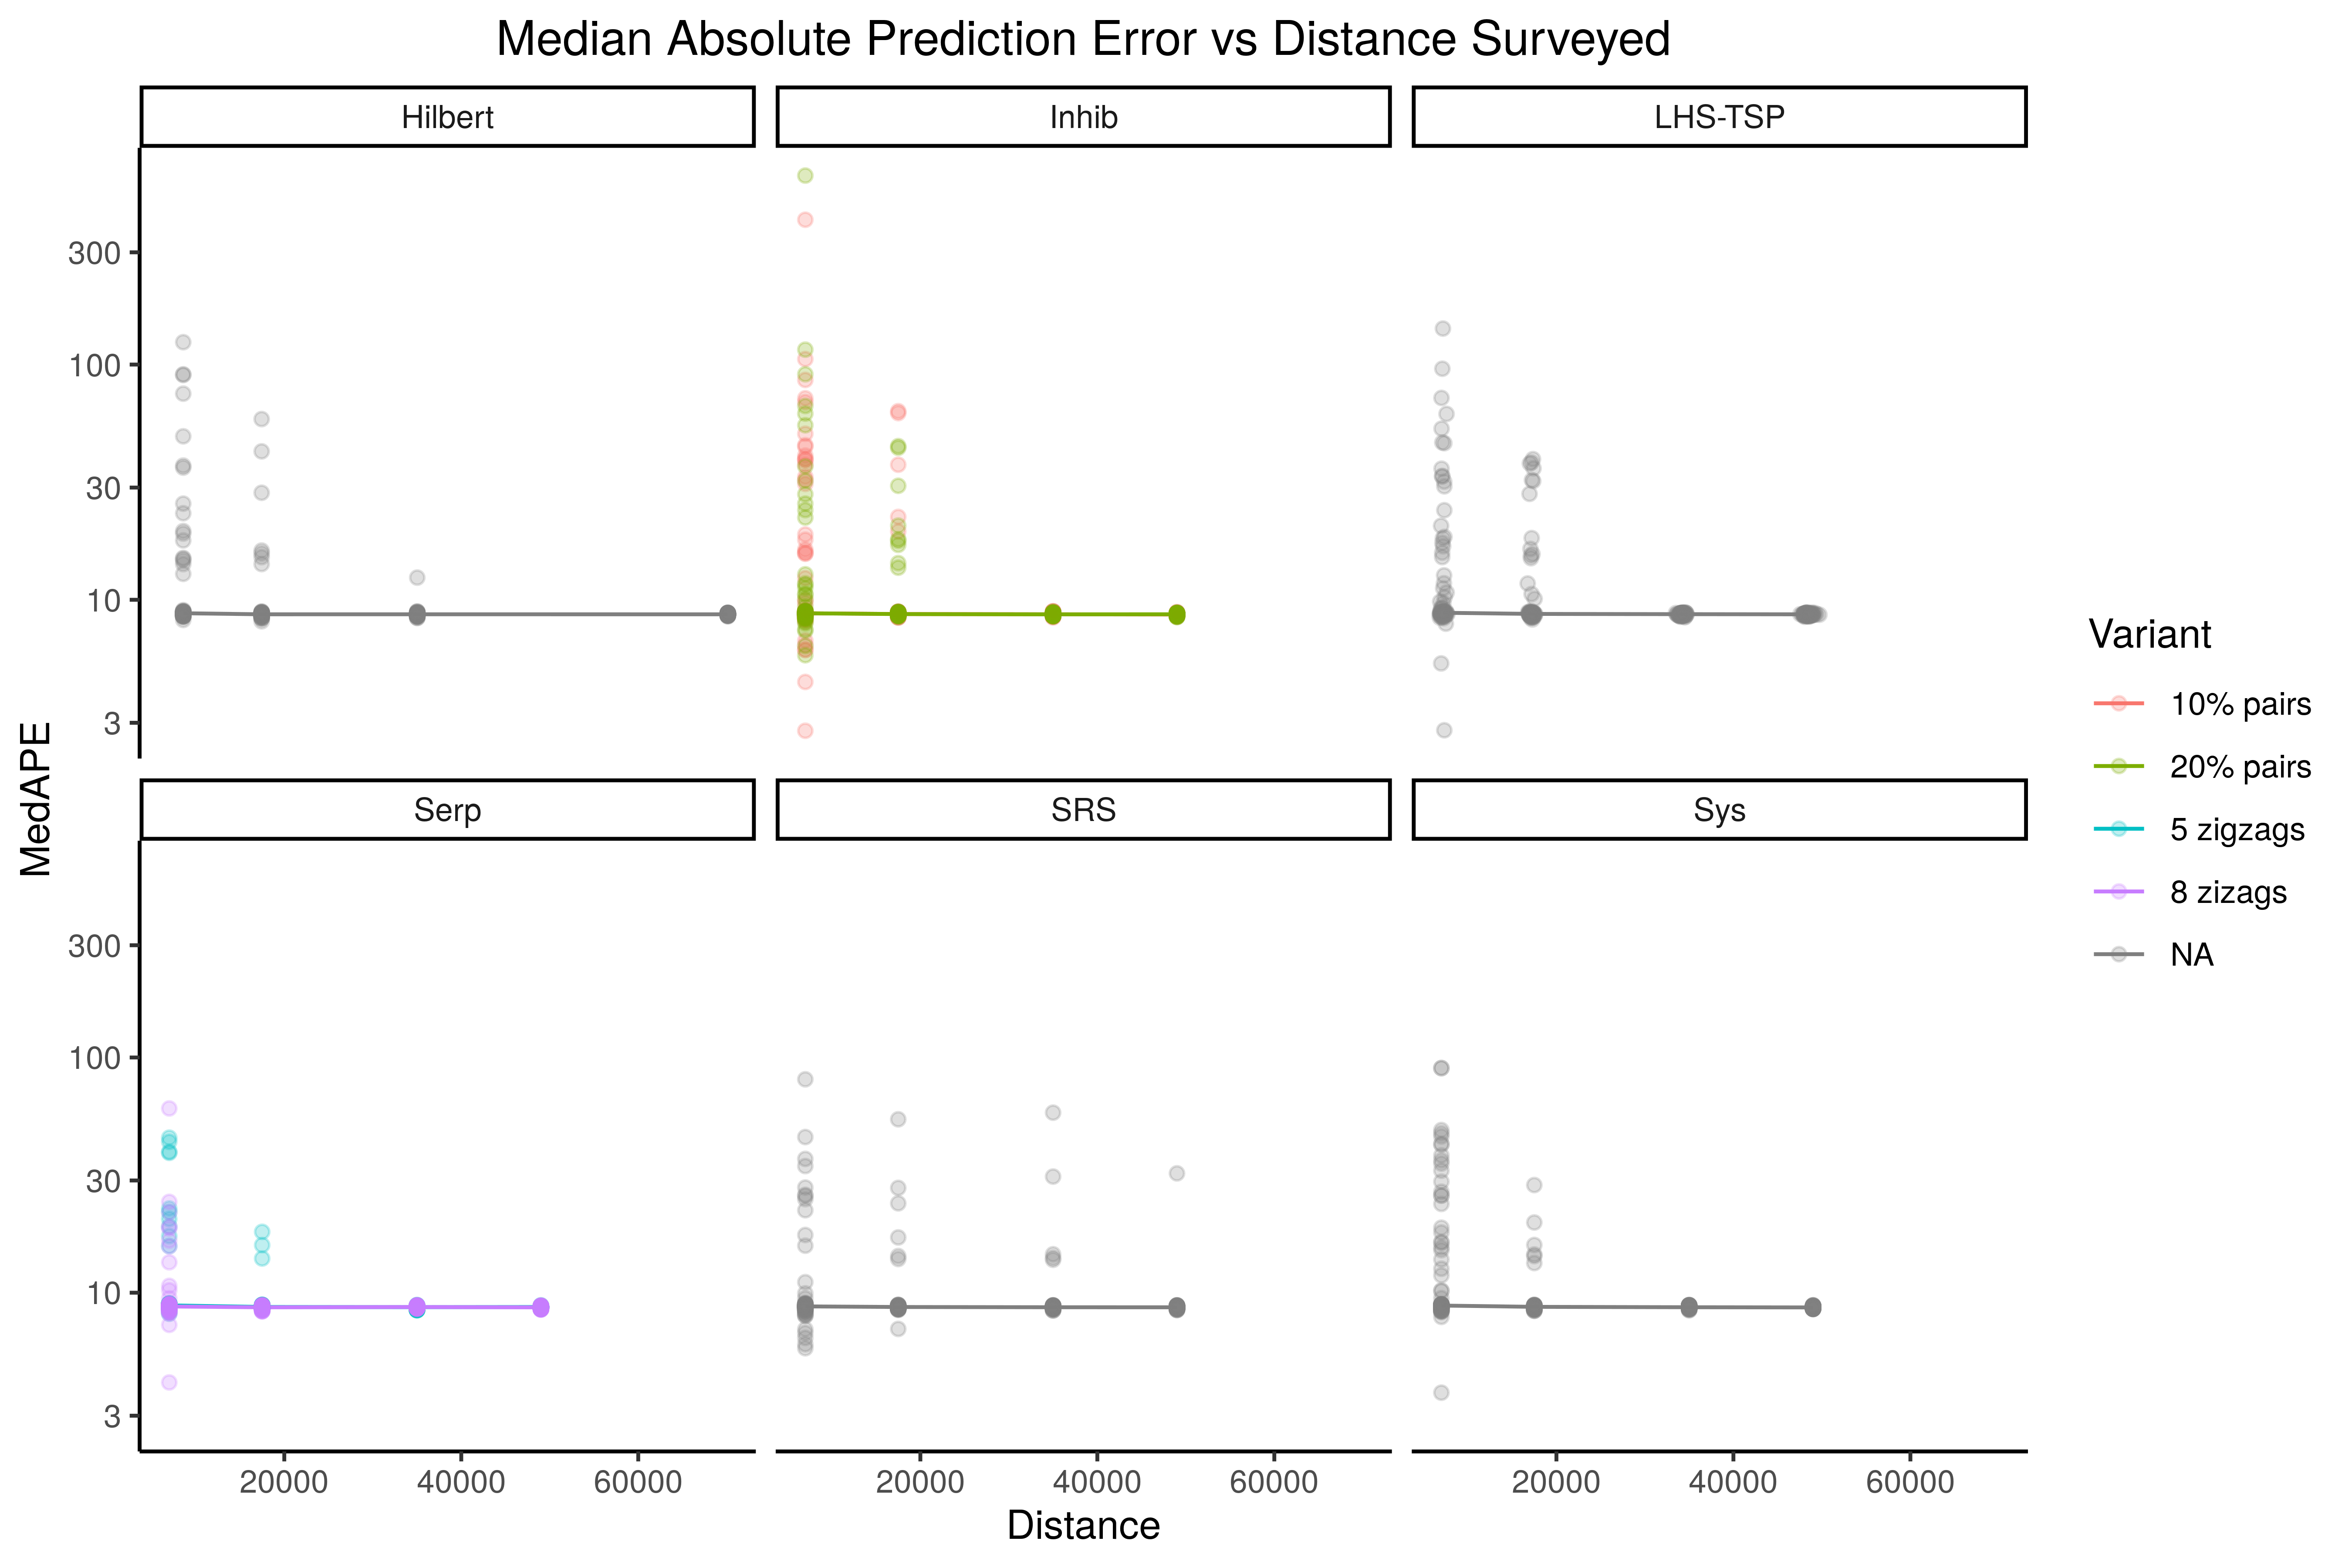 Median Absolute Prediction Error vs Distance Surveyed
Hilbert
Inhib
LHS-TSP
300
100
30
10
3
Serp
SRS
Sys
300
100
30
10
3
20000
40000
60000
20000
40000
60000
20000
40000
60000
Distance
MedAPE
Variant
10% pairs
20% pairs
5 zigzags
8 zizags
NA